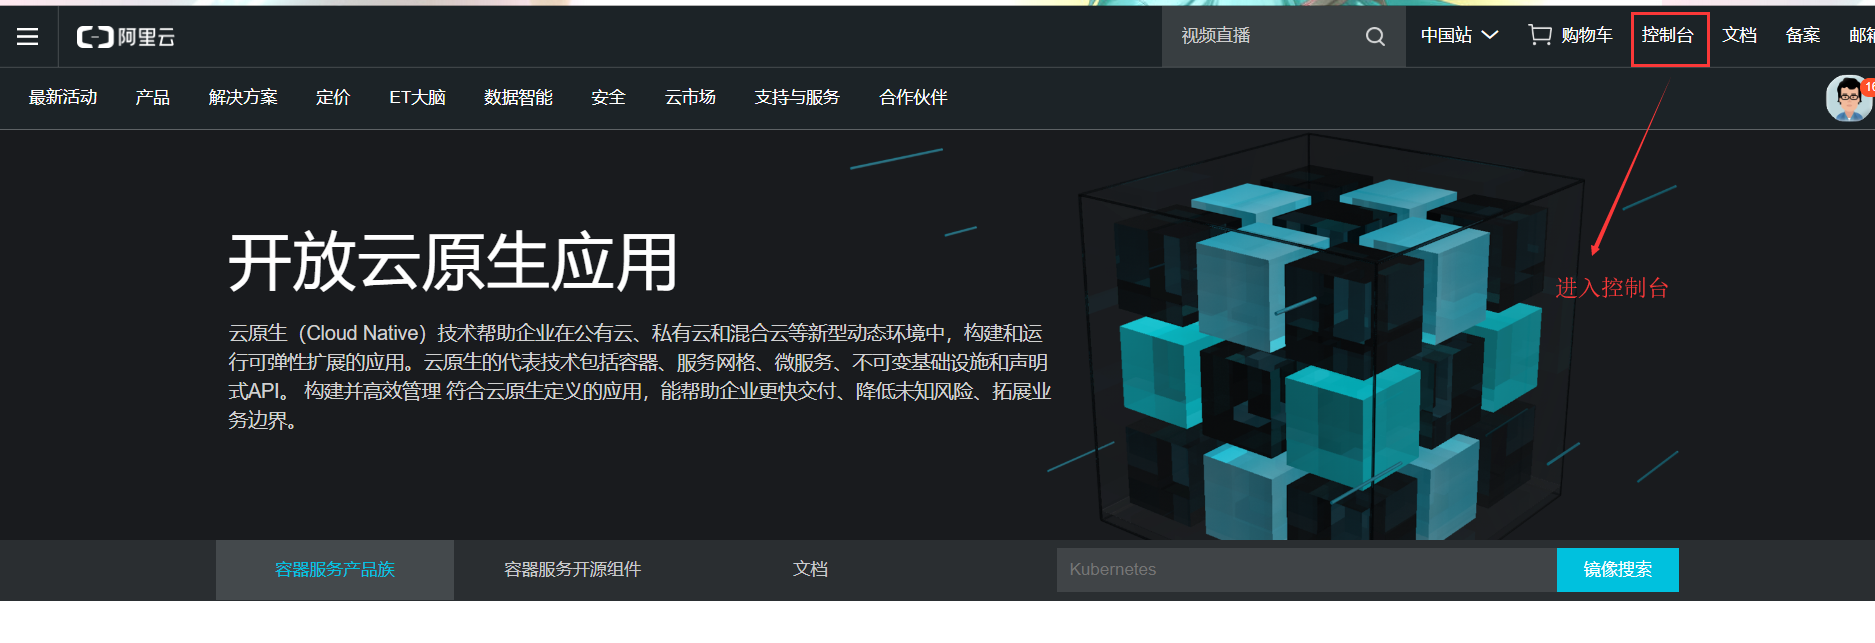 阿里云
视频直播
中国站
购物车
控制台
文档
备案
最新活动
产品
解决方案
定价
ET大脑
数据智能
安全
云市场
支持与服务
合作伙伴
开放云原生应用
云原生（Cloud Native）技术帮助企业在公有云、私有云和混合云等新型动态环境中，构建和运
行可弹性扩展的应用。云原生的代表技术包括容器、服务网格、微服务、不可变基础设施和声明
式API。 构建并高效管理 符合云原生定义的应用，能帮助企业更快交付、降低未知风险、拓展业
务边界。
进入控制台
容器服务产品族
容器服务开源组件
文档
Kubernetes
镜像搜索